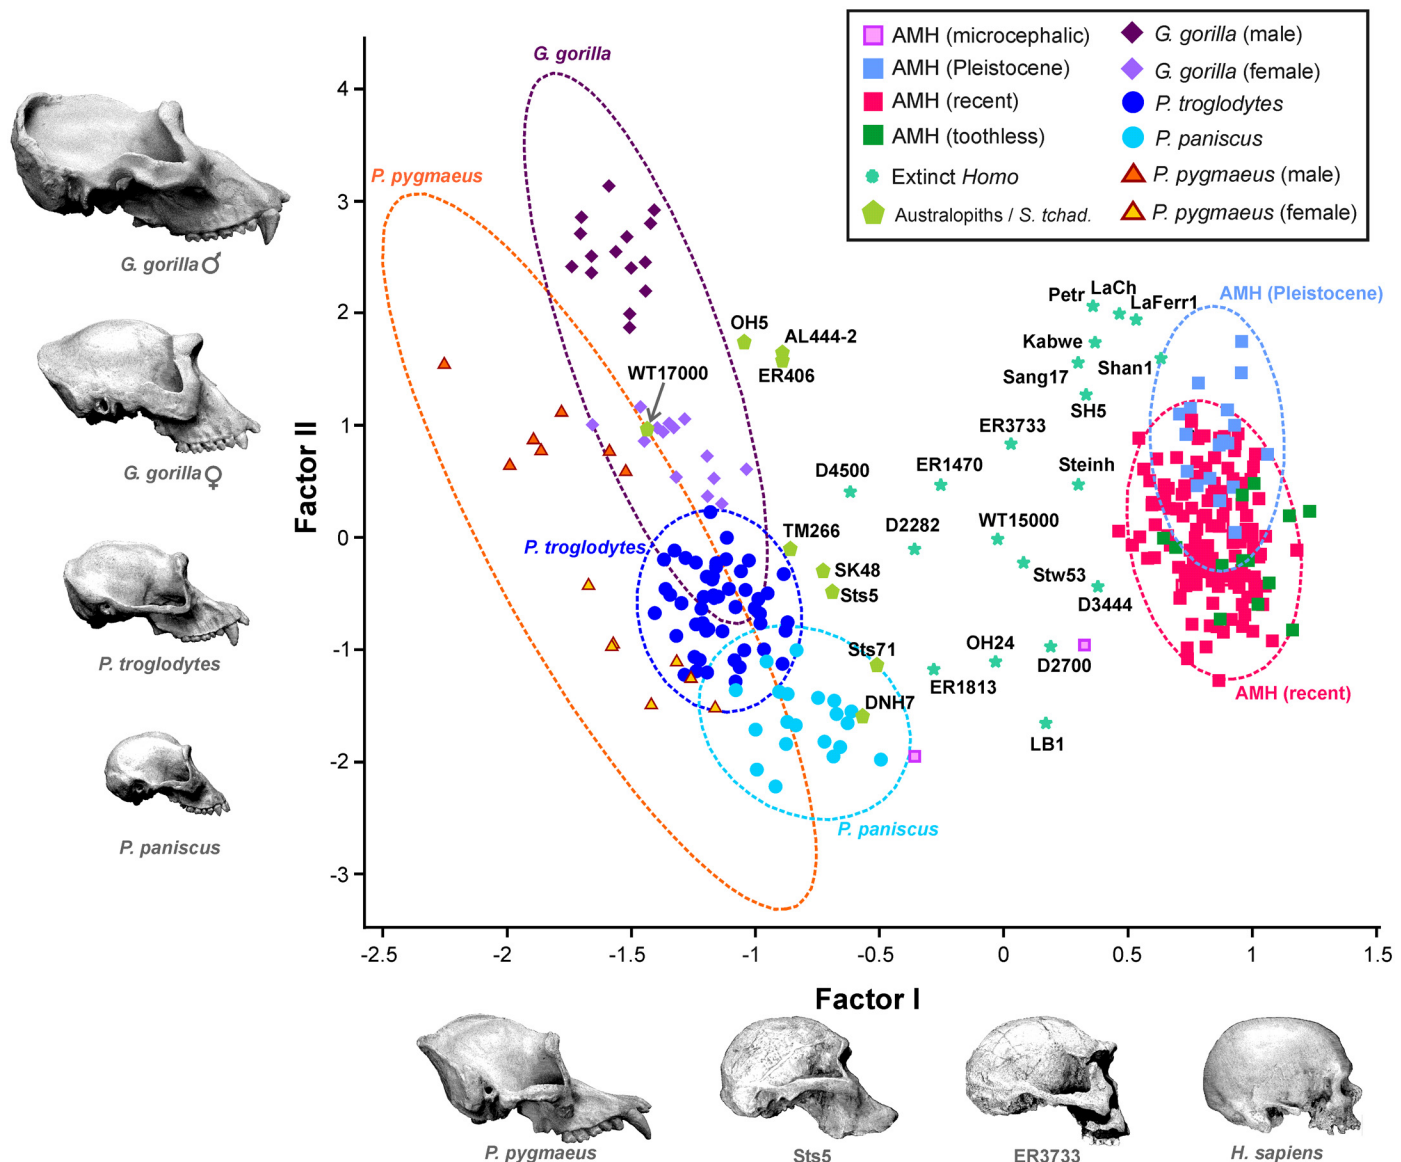 AMH (microcephalic)
AMH (Pleistocene)
AMH (recent)
AMH (toothless)
Extinct Homo
Australopiths / S. tchad.
G. gorilla (male)
G. gorilla (female)
P. troglodytes
P. paniscus
P. pygmaeus (male)
P. pygmaeus (female)
G. gorilla ♂
G. gorilla ♀
P. troglodytes
P. paniscus
Factor II
4
3
2
1
0
-1
-2
-3
G. gorilla
P. pygmaeus
OH5
AL444-2
ER406
WT17000
Petr
LaCh
LaFerr1
AMH (Pleistocene)
Kabwe
Shan1
Sang17
SH5
ER3733
D4500
ER1470
Steinh
TM266
D2282
WT15000
P. troglodytes
SK48
Sts5
Stw53
D3444
Sts71
OH24
D2700
ER1813
DNH7
AMH (recent)
LB1
P. paniscus
-2.5
-2
-1.5
-1
-0.5
0
0.5
1
1.5
Factor I
P. pygmaeus
Sts5
ER3733
H. sapiens